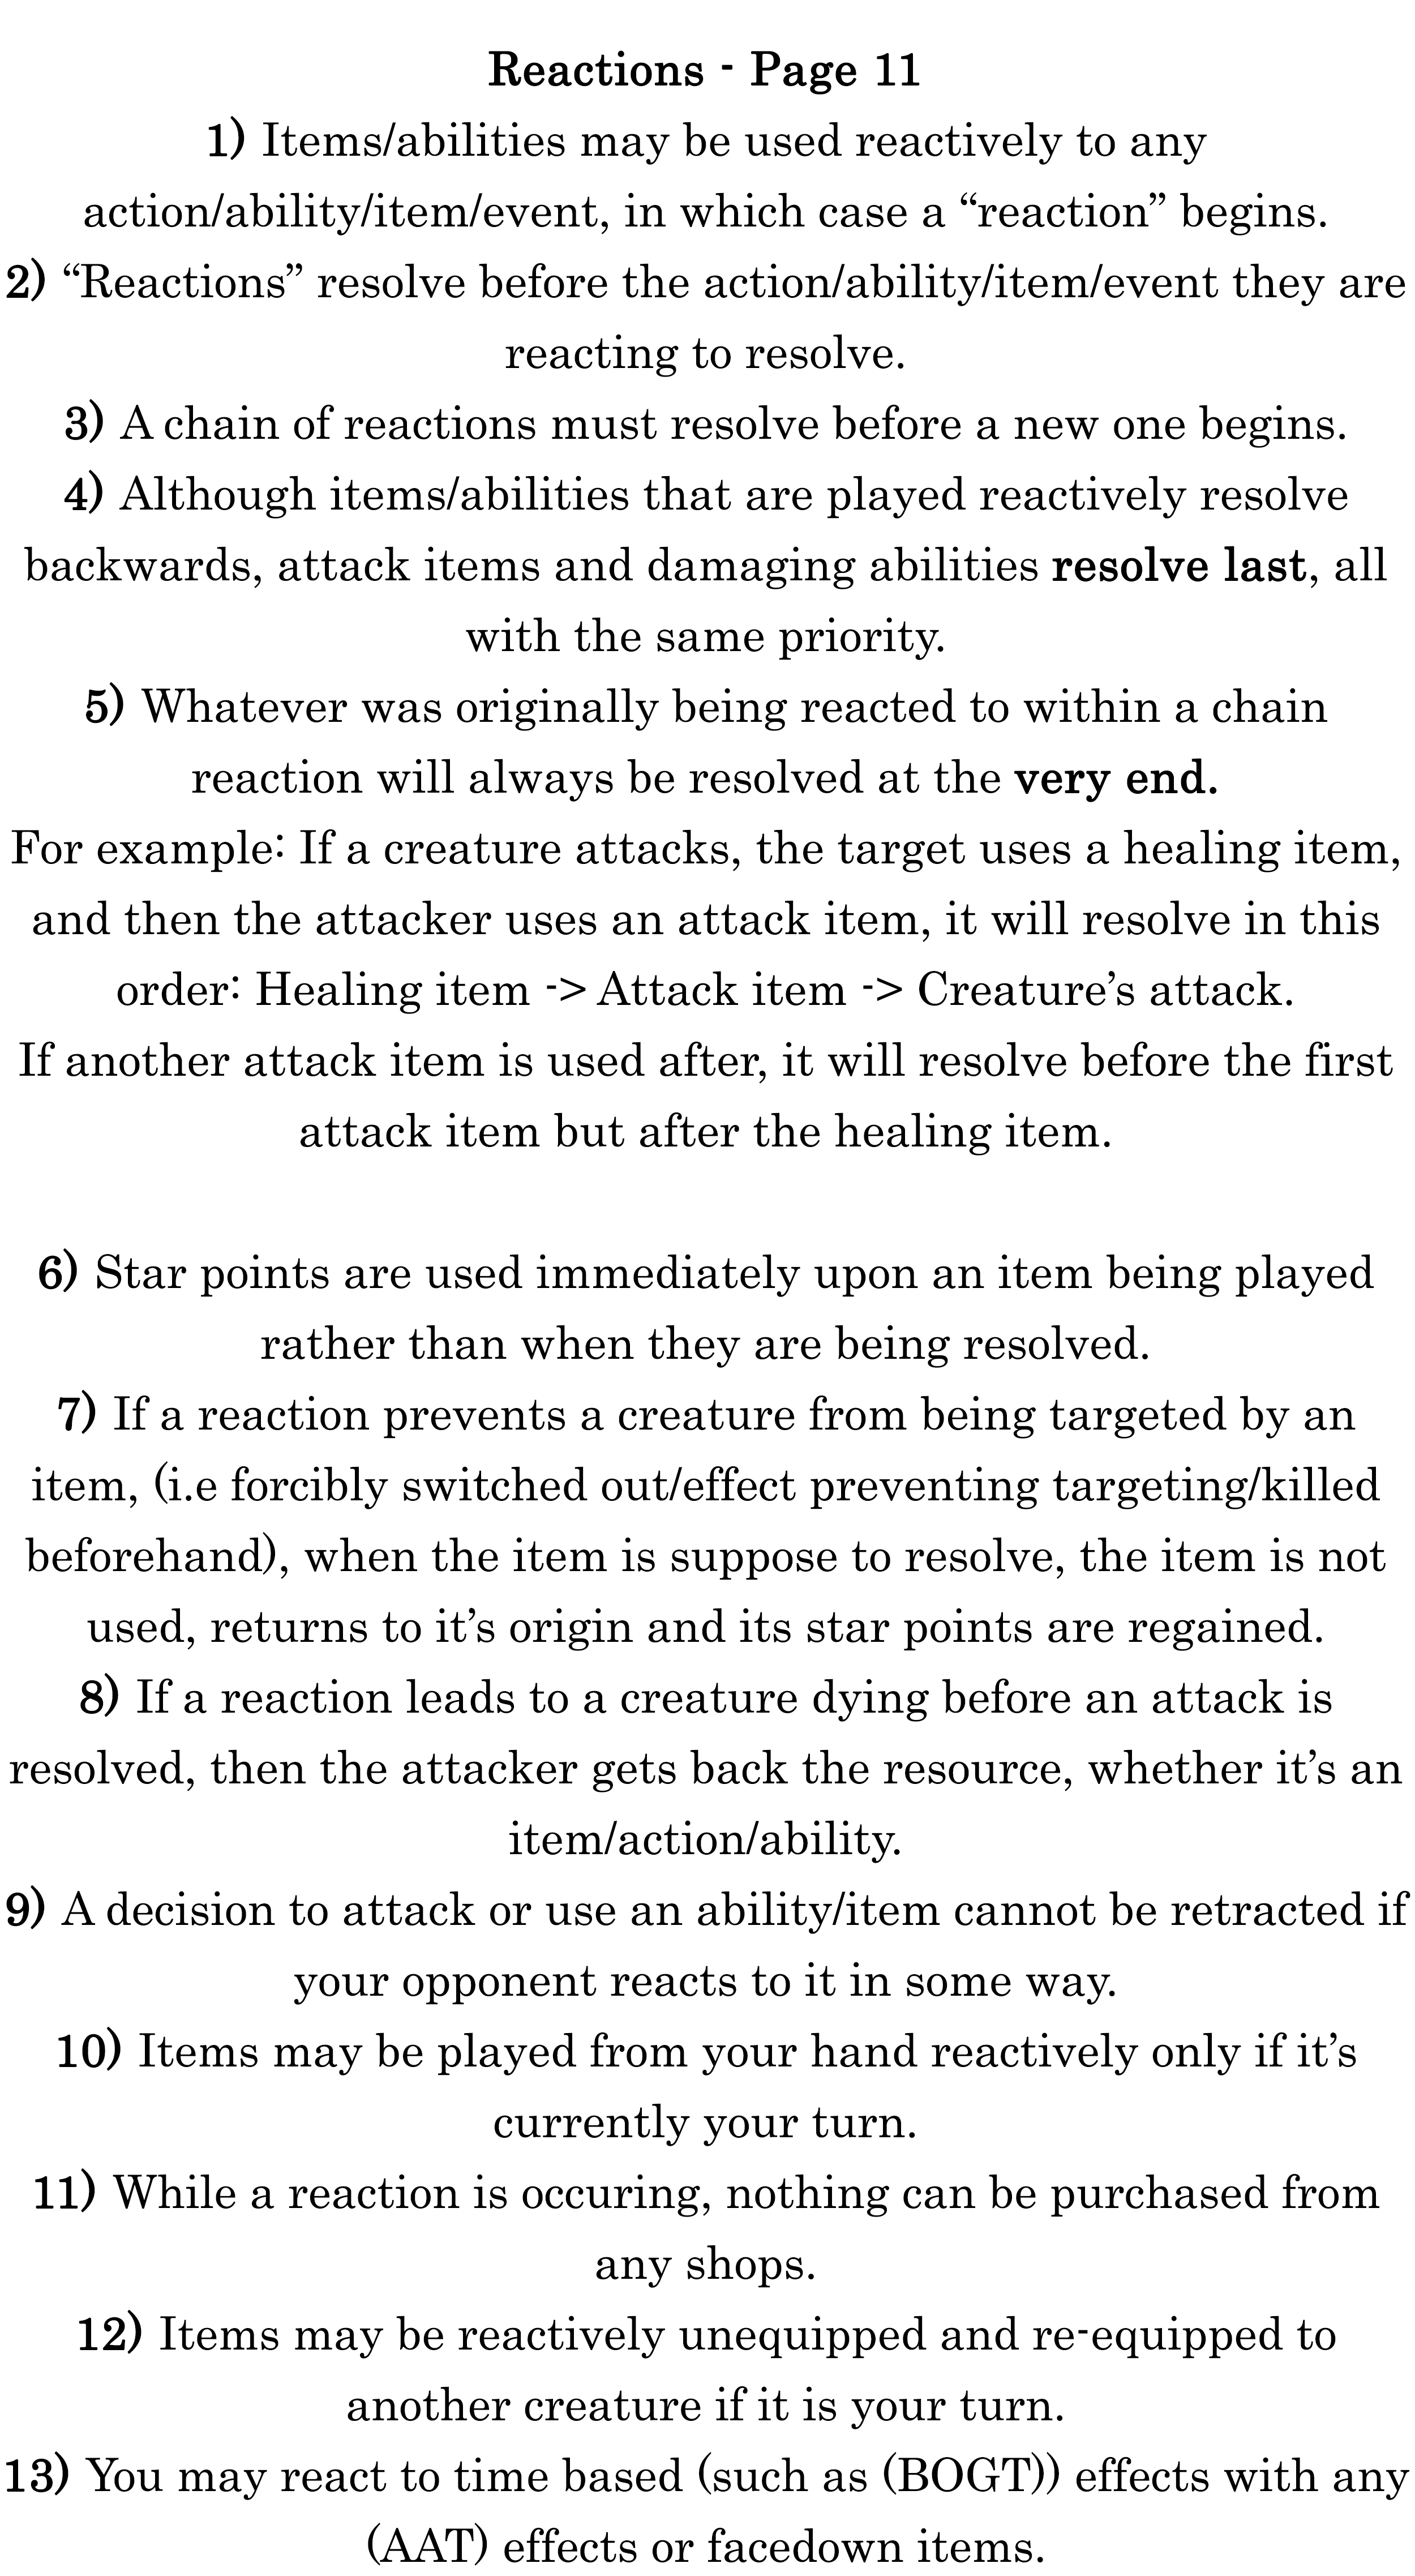 Reactions - Page 11
1) Items/abilities may be used reactively to any
action/ability/item/event, in which case a “reaction” begins.
2) “Reactions” resolve before the action/ability/item/event they are
reacting to resolve.
3) A chain of reactions must resolve before a new one begins.
4) Although items/abilities that are played reactively resolve
backwards, attack items and damaging abilities resolve last, all
with the same priority.
5) Whatever was originally being reacted to within a chain
reaction will always be resolved at the very end.
For example: If a creature attacks, the target uses a healing item,
and then the attacker uses an attack item, it will resolve in this
order: Healing item -> Attack item -> Creature’s attack.
If another attack item is used after, it will resolve before the first
attack item but after the healing item.
6) Star points are used immediately upon an item being played
rather than when they are being resolved.
7) If a reaction prevents a creature from being targeted by an
item, (i.e forcibly switched out/effect preventing targeting/killed
beforehand), when the item is suppose to resolve, the item is not
used, returns to it’s origin and its star points are regained.
8) If a reaction leads to a creature dying before an attack is
resolved, then the attacker gets back the resource, whether it’s an
item/action/ability.
9) A decision to attack or use an ability/item cannot be retracted if
your opponent reacts to it in some way.
10) Items may be played from your hand reactively only if it’s
currently your turn.
11) While a reaction is occuring, nothing can be purchased from
any shops.
12) Items may be reactively unequipped and re-equipped to
another creature if it is your turn.
13) You may react to time based (such as (BOGT)) effects with any
(AAT) effects or facedown items.